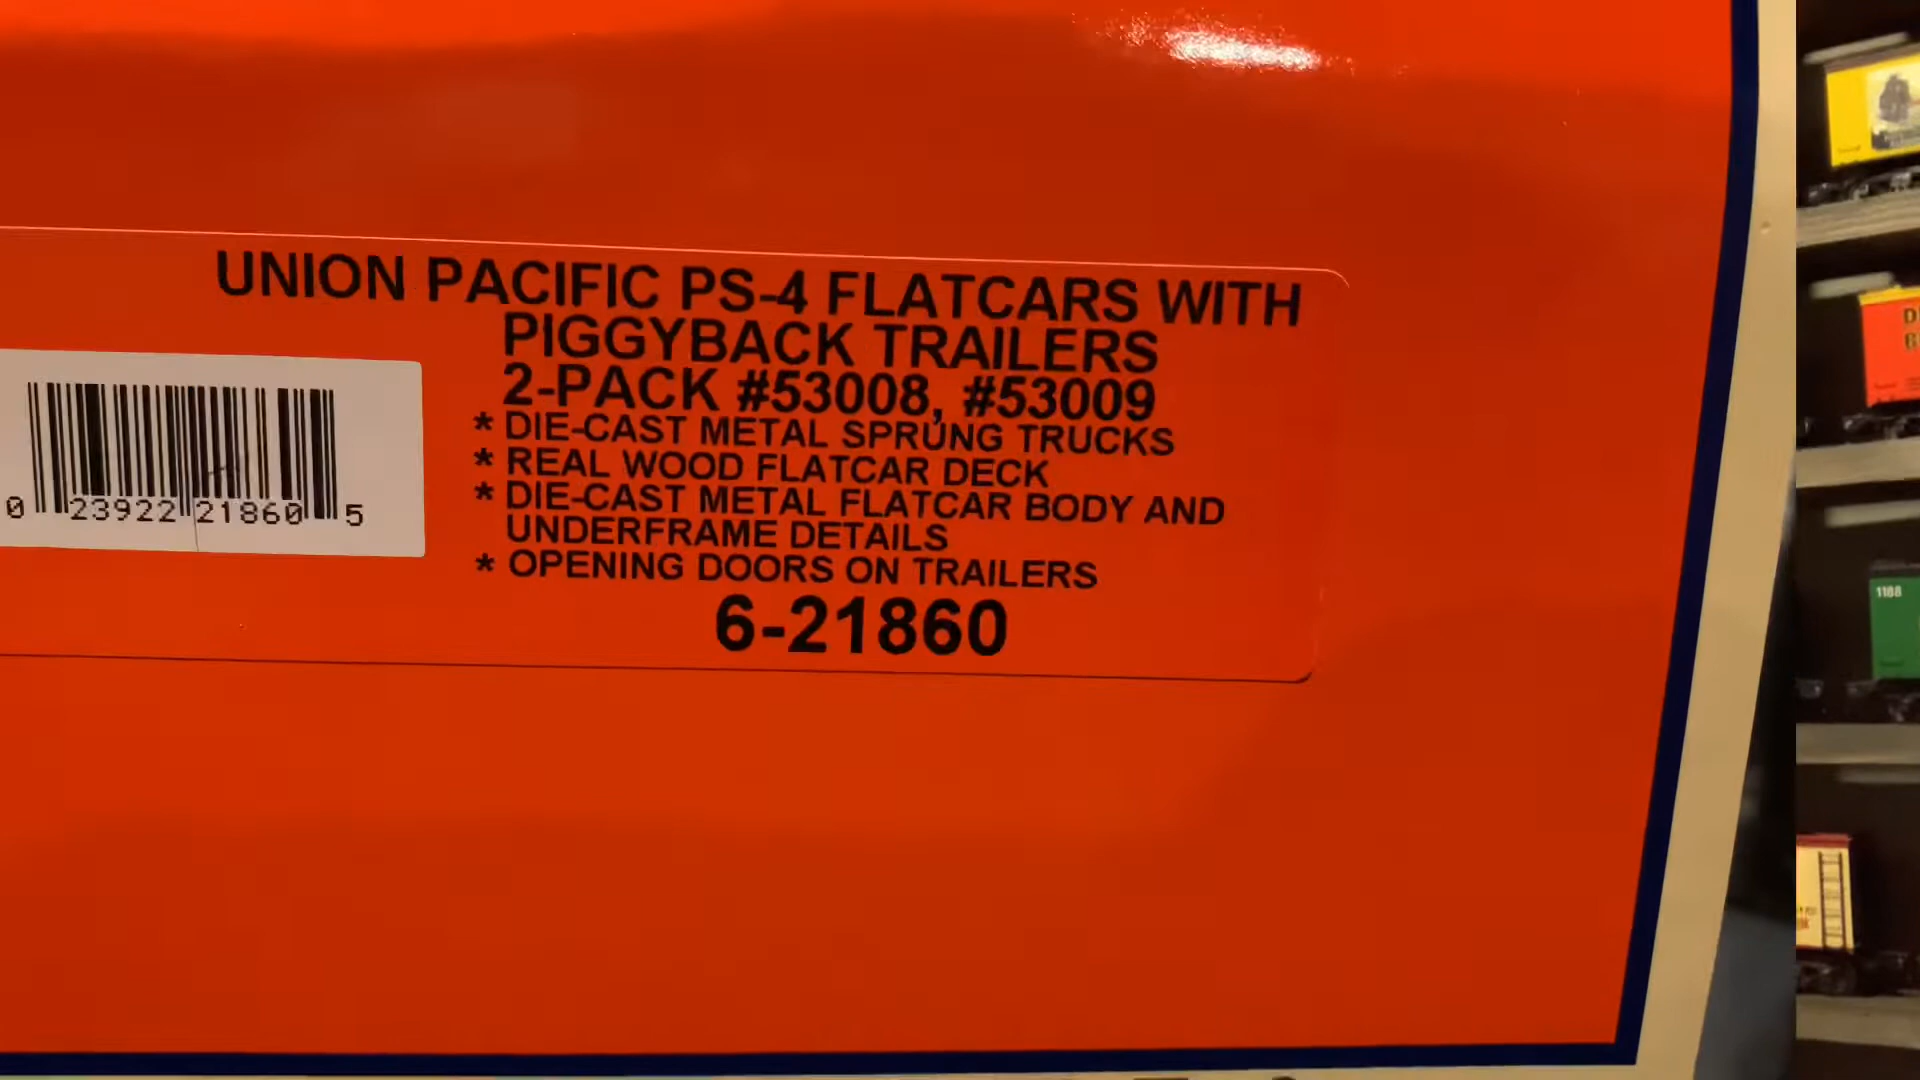 UNION PACIFIC PS-4 FLATCARS WITH
PIGGYBACK TRAILERS
2-PACK #53008, #53009
* DIE-CAST METAL SPRUNG TRUCKS
* REAL WOOD FLATCAR DECK
* DIE-CAST METAL FLATCAR BODY AND
UNDERFRAME DETAILS
* OPENING DOORS ON TRAILERS
6-21860
0 23922 21860 5
1188